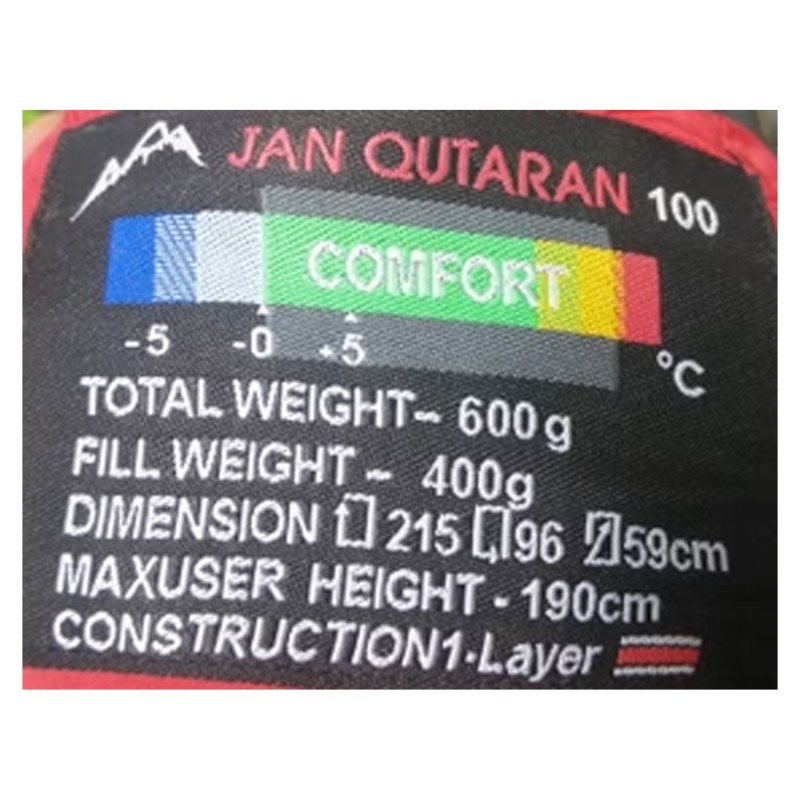 JAN QUTARAN 100
COMFORT
-5 -0 +5 °C
TOTAL WEIGHT- 600g
FILL WEIGHT - 400g
DIMENSION 215 96 59cm
MAXUSER HEIGHT - 190cm
CONSTRUCTION1-Layer